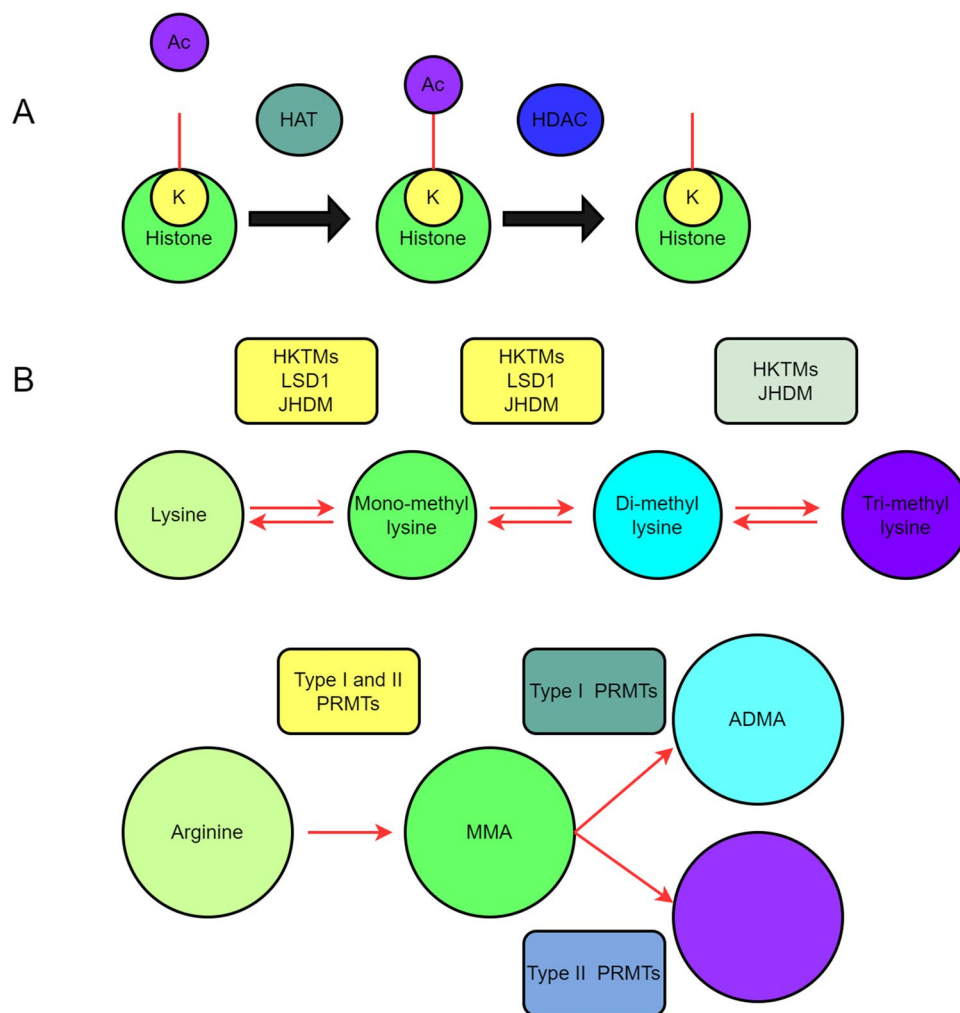 A
Ac
HAT
Ac
HDAC
K
Histone
K
Histone
K
Histone
B
HKTMs
LSD1
JHDM
HKTMs
LSD1
JHDM
HKTMs
JHDM
Lysine
Mono-methyl
lysine
Di-methyl
lysine
Tri-methyl
lysine
Type I and II
PRMTs
Type I PRMTs
ADMA
Arginine
MMA
Type II PRMTs